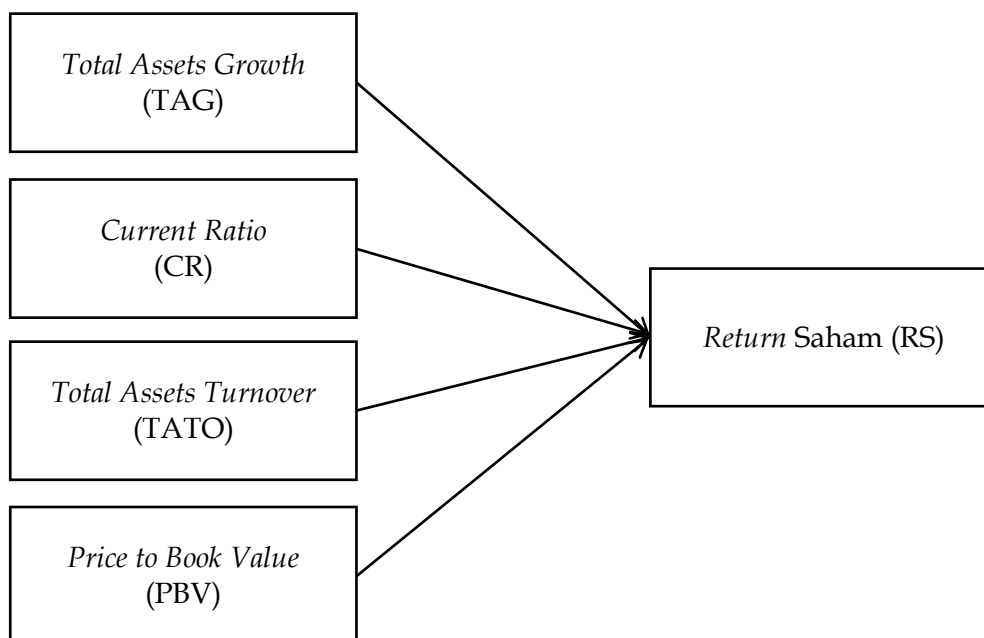 Total Assets Growth
(TAG)
Current Ratio
(CR)
Total Assets Turnover
(TATO)
Price to Book Value
(PBV)
Return Saham (RS)